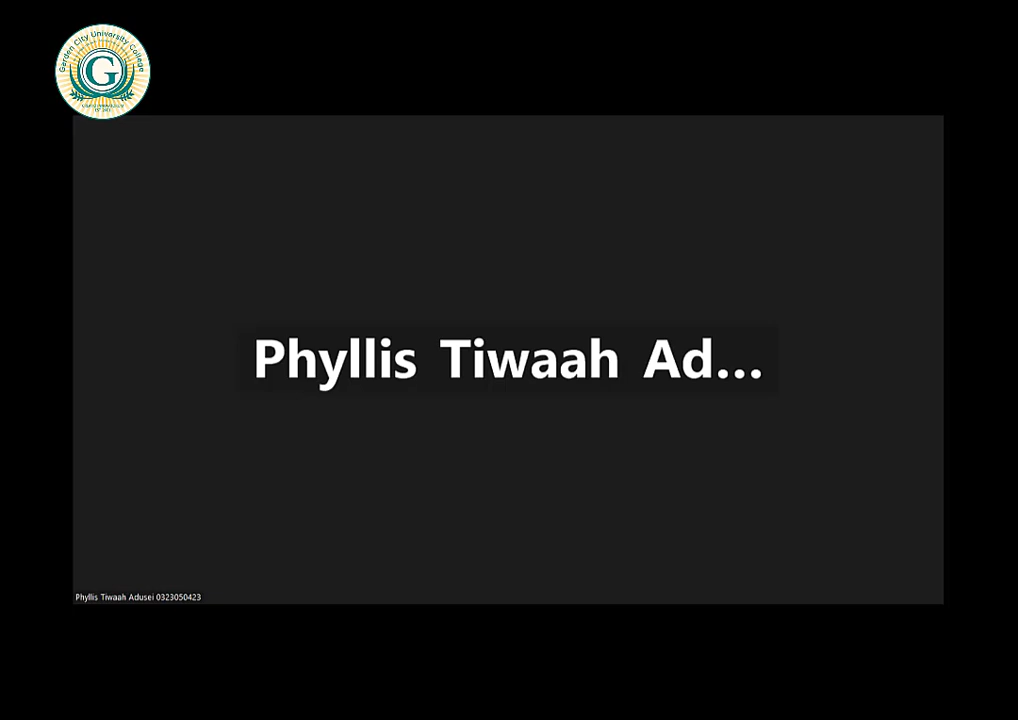 Garden City University College
G
Phyllis Tiwaah Ad...
Phyllis Tiwaah Adusei 0323050423